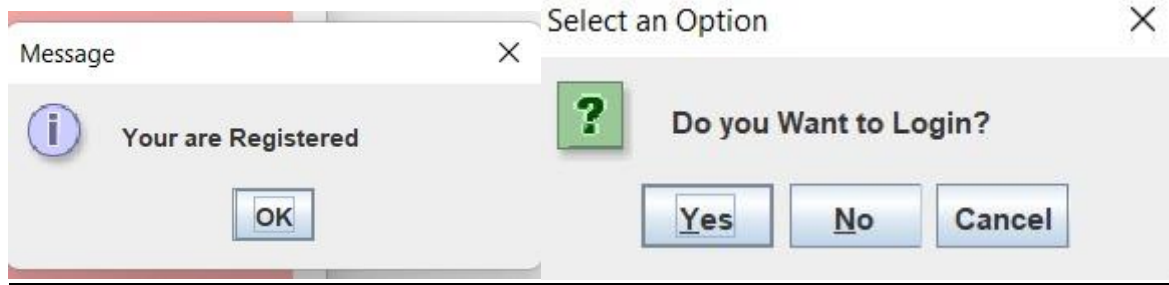 Message
Your are Registered
OK
Select an Option
Do you Want to Login?
Yes No Cancel